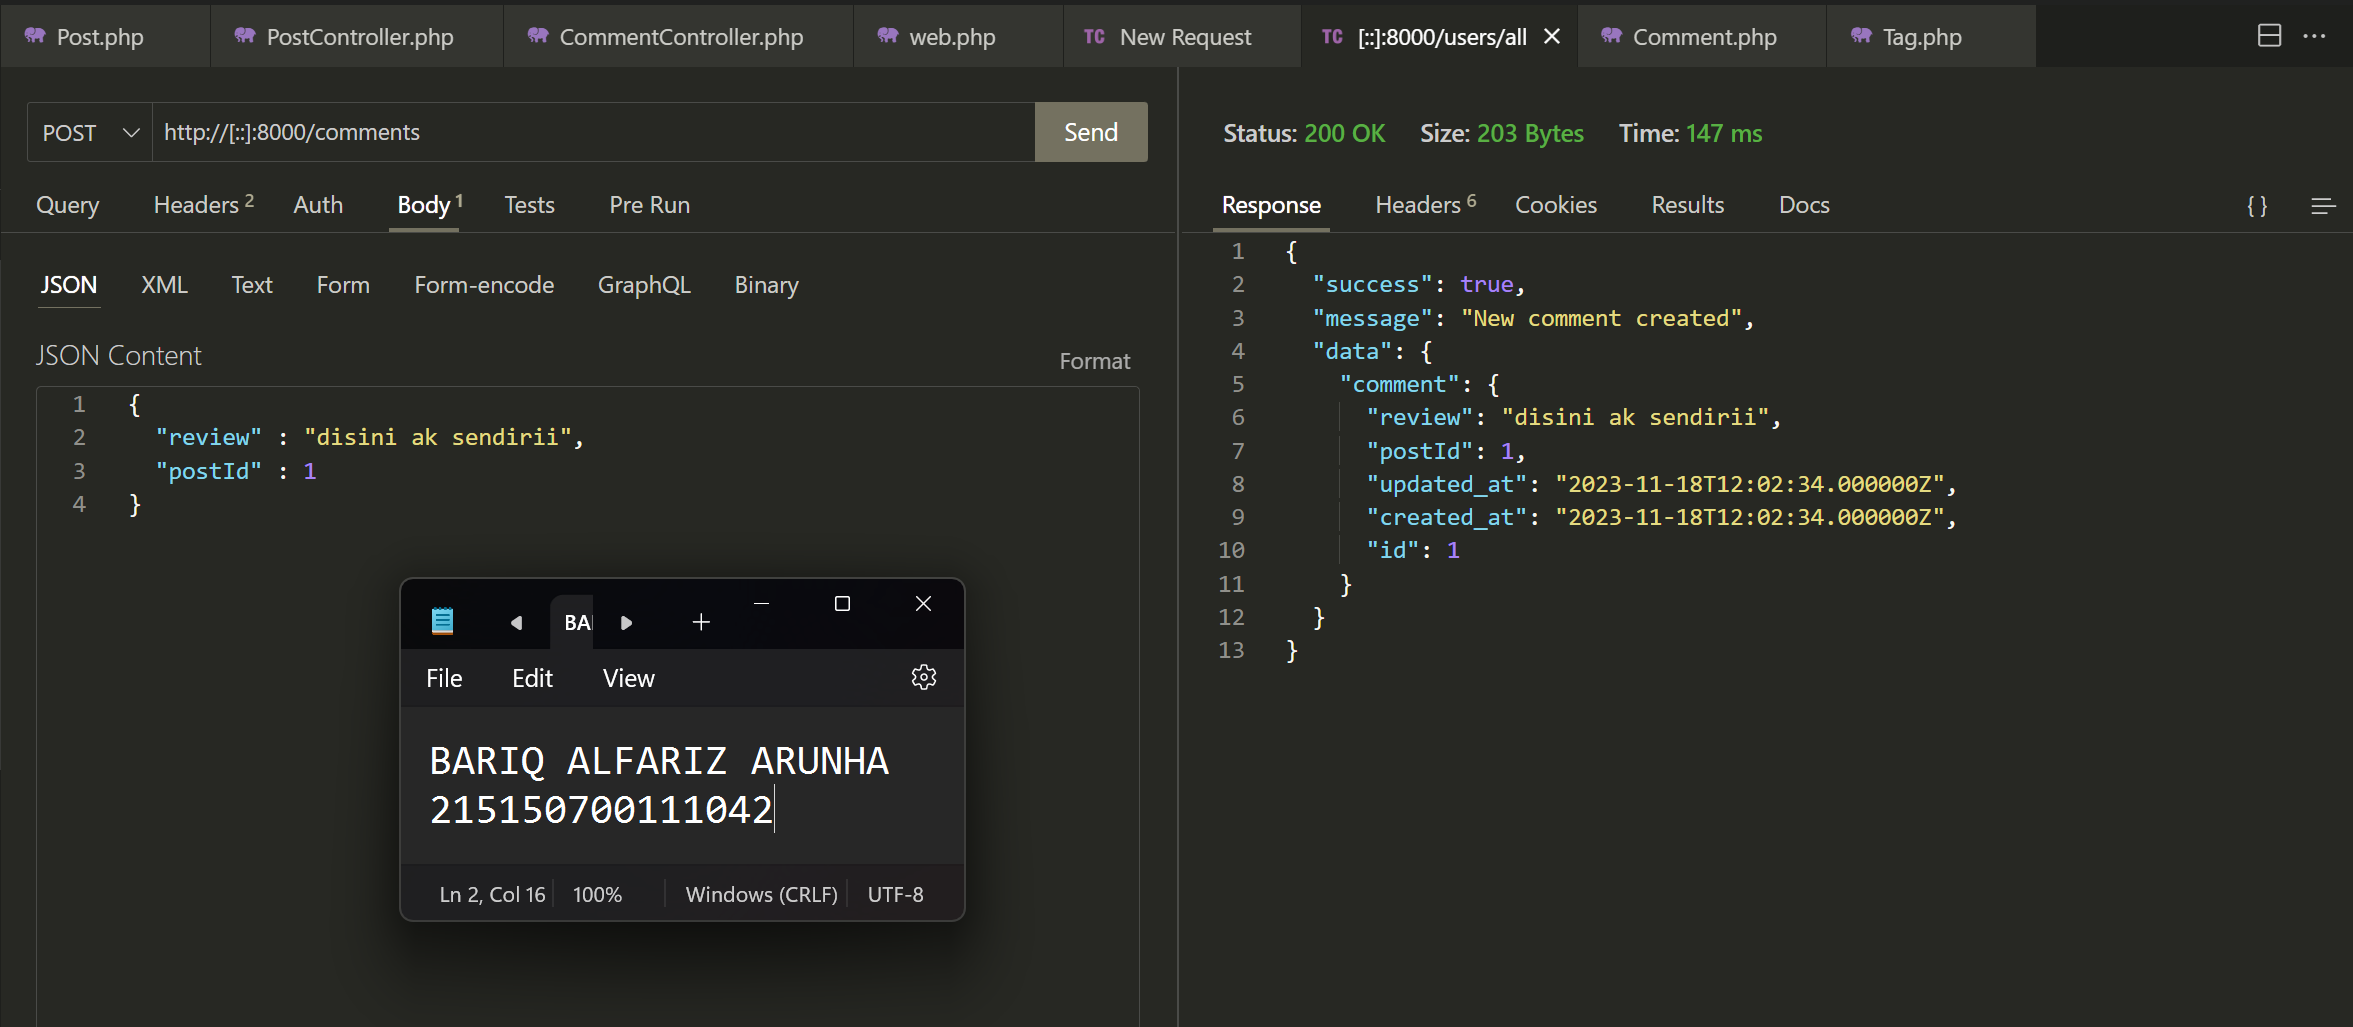 Post.php
PostController.php
CommentController.php
web.php
TC New Request
TC [::]:8000/users/all
Comment.php
Tag.php
POST http://[::]:8000/comments Send
Query Headers 2 Auth Body 1 Tests Pre Run
JSON XML Text Form Form-encode GraphQL Binary
JSON Content Format
1 {
2 "review" : "disini ak sendirii",
3 "postId" : 1
4 }
BA
File Edit View
BARIQ ALFARIZ ARUNHA
215150700111042
Ln 2, Col 16 100% Windows (CRLF) UTF-8
Status: 200 OK Size: 203 Bytes Time: 147 ms
Response Headers 6 Cookies Results Docs { }
1 {
2 "success": true,
3 "message": "New comment created",
4 "data": {
5 "comment": {
6 "review": "disini ak sendirii",
7 "postId": 1,
8 "updated_at": "2023-11-18T12:02:34.000000Z",
9 "created_at": "2023-11-18T12:02:34.000000Z",
10 "id": 1
11 }
12 }
13 }